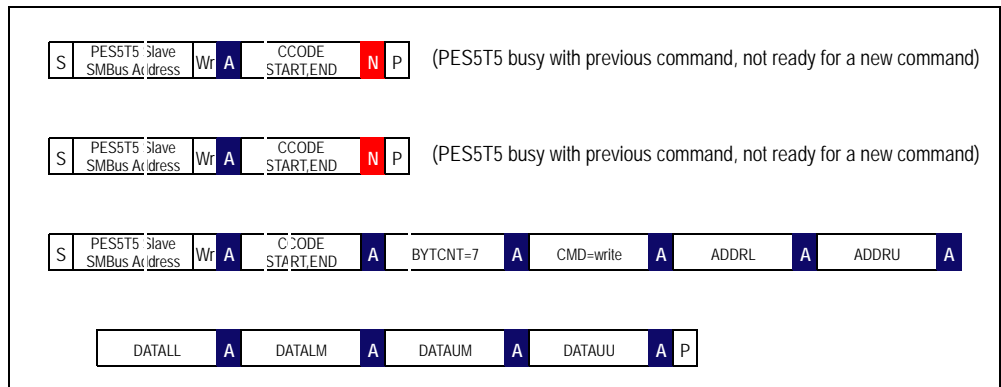 S PES5T5 Slave SMBus Address Wr A CCODE START,END N P (PES5T5 busy with previous command, not ready for a new command)
S PES5T5 Slave SMBus Address Wr A CCODE START,END N P (PES5T5 busy with previous command, not ready for a new command)
S PES5T5 Slave SMBus Address Wr A CCODE START,END A BYTCNT=7 A CMD=write A ADDRL A ADDRU A
DATALL A DATALM A DATAUM A DATAUU A P